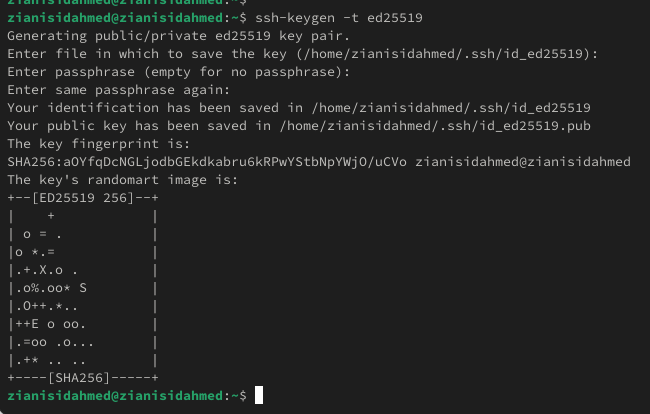 zianisidahmed@zianisidahmed:~$
zianisidahmed@zianisidahmed:~$ ssh-keygen -t ed25519
Generating public/private ed25519 key pair.
Enter file in which to save the key (/home/zianisidahmed/.ssh/id_ed25519):
Enter passphrase (empty for no passphrase):
Enter same passphrase again:
Your identification has been saved in /home/zianisidahmed/.ssh/id_ed25519
Your public key has been saved in /home/zianisidahmed/.ssh/id_ed25519.pub
The key fingerprint is:
SHA256:aOYfqDcNGLjodbGEkdkabru6kRPwYStbNpYWjO/uCVo zianisidahmed@zianisidahmed
The key's randomart image is:
+--[ED25519 256]--+
|    +            |
| o = .           |
|o *.=            |
|.+.X.o .         |
|.o%.oo* S        |
|.O++.*..         |
|++E o oo.        |
|.=oo .o...       |
|.+* .. ..        |
+----[SHA256]-----+
zianisidahmed@zianisidahmed:~$